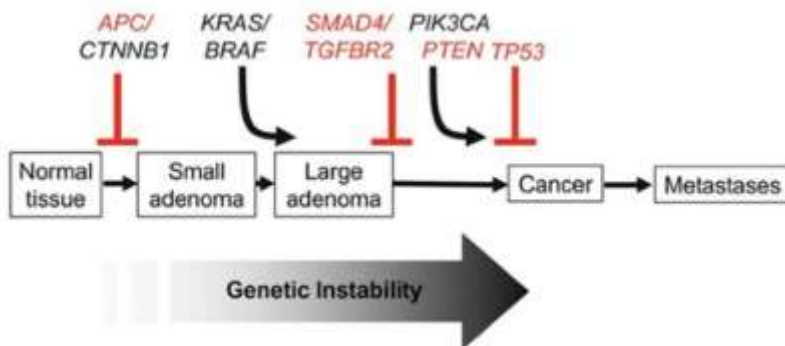 APC/
CTNNB1
KRAS/
BRAF
SMAD4/
TGFBR2
PIK3CA
PTEN
TP53
Normal
tissue
Small
adenoma
Large
adenoma
Cancer
Metastases
Genetic Instability